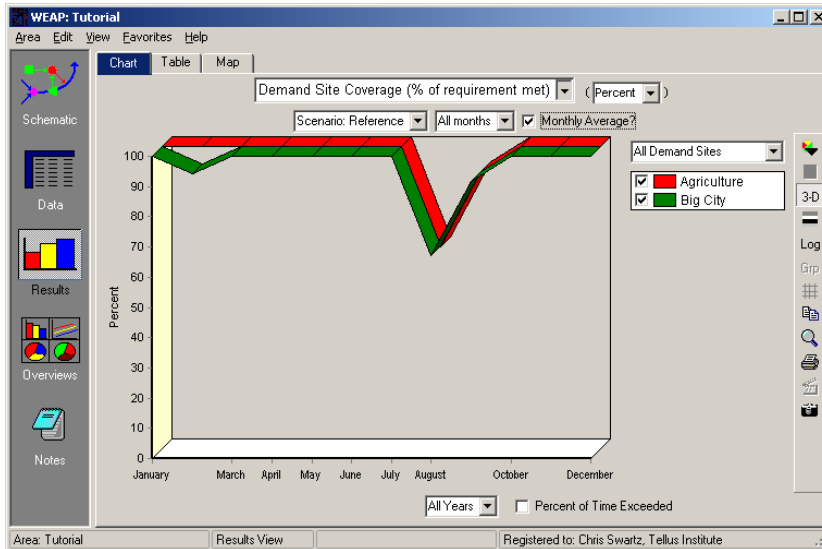 WEAP: Tutorial
Area Edit View Favorites Help
Chart Table Map
Demand Site Coverage (% of requirement met) ( Percent )
Scenario: Reference All months Monthly Average?
Schematic
Data
Results
Overviews
Notes
All Demand Sites
Agriculture
Big City
3-D
Log
Grp
Percent
100
90
80
70
60
50
40
30
20
10
0
January March April May June July August October December
All Years Percent of Time Exceeded
Area: Tutorial Results View Registered to: Chris Swartz, Tellus Institute